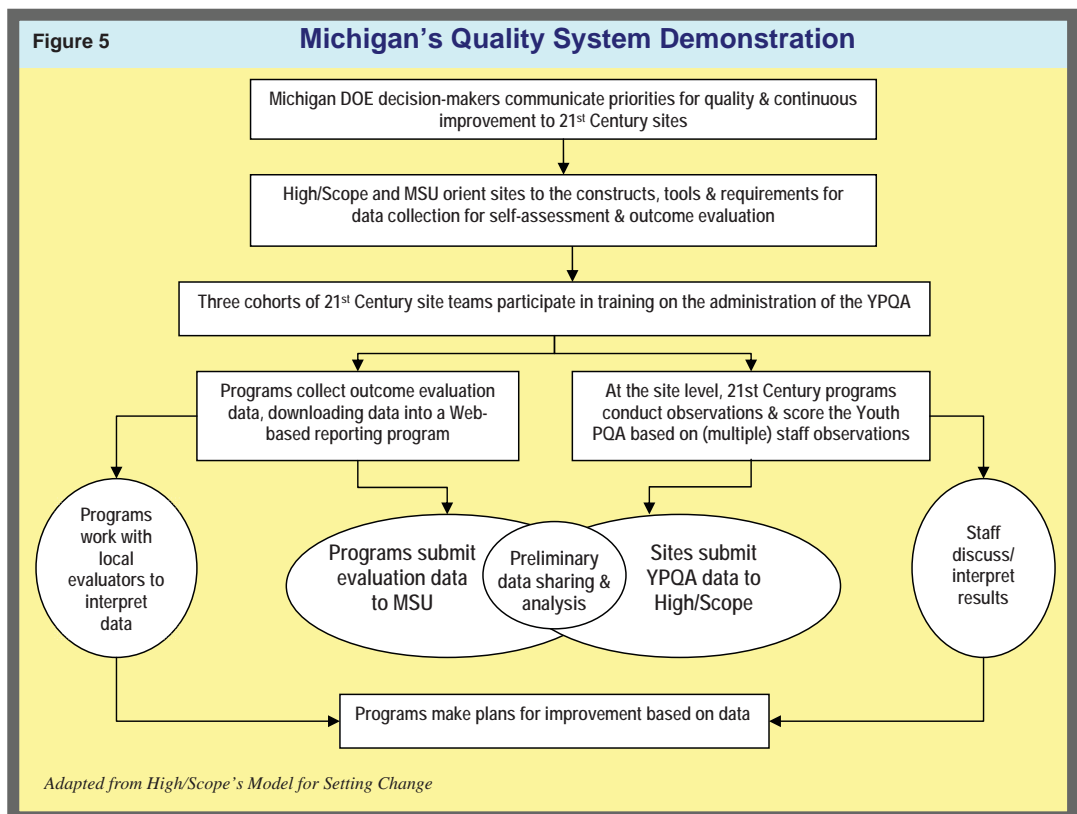 Figure 5
Michigan's Quality System Demonstration
Michigan DOE decision-makers communicate priorities for quality & continuous
improvement to 21st Century sites
High/Scope and MSU orient sites to the constructs, tools & requirements for
data collection for self-assessment & outcome evaluation
Three cohorts of 21st Century site teams participate in training on the administration of the YPQA
Programs collect outcome evaluation
data, downloading data into a Web-
based reporting program
At the site level, 21st Century programs
conduct observations & score the Youth
PQA based on (multiple) staff observations
Programs
work with
local
evaluators to
interpret
data
Programs submit
evaluation data
to MSU
Preliminary
data sharing &
analysis
Sites submit
YPQA data to
High/Scope
Staff
discuss/
interpret
results
Programs make plans for improvement based on data
Adapted from High/Scope's Model for Setting Change